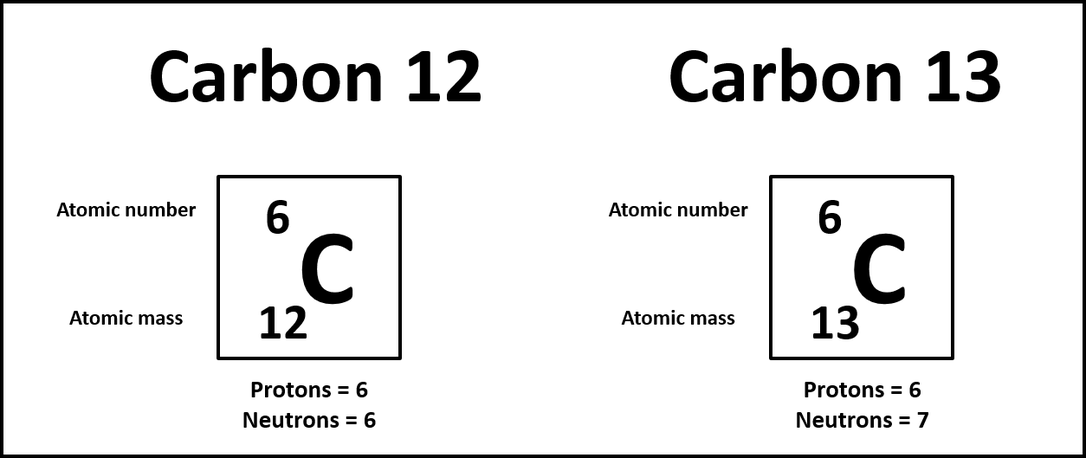 Carbon 12
Atomic number
6
C
Atomic mass
12
Protons = 6
Neutrons = 6
Carbon 13
Atomic number
6
C
Atomic mass
13
Protons = 6
Neutrons = 7